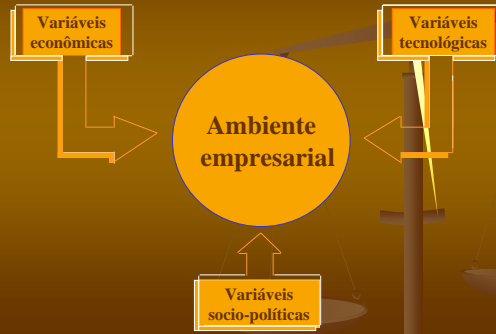 Variáveis
econômicas
Variáveis
tecnológicas
Ambiente
empresarial
Variáveis
socio-políticas